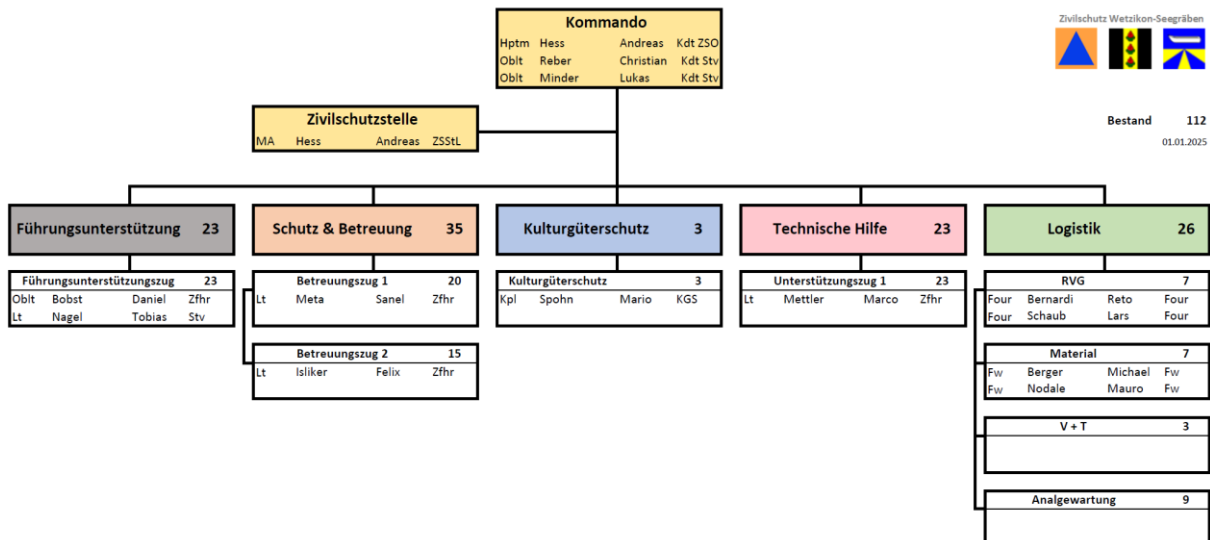 Kommando
Hptm Hess Andreas Kdt ZSO
Oblt Reber Christian Kdt Stv
Oblt Minder Lukas Kdt Stv
Zivilschutz Wetzikon-Seegräben
Zivilschutzstelle
MA Hess Andreas ZSStL
Bestand 112
01.01.2025
Führungsunterstützung 23
Schutz & Betreuung 35
Kulturgüterschutz 3
Technische Hilfe 23
Logistik 26
Führungsunterstützungszug 23
Oblt Bobst Daniel Zfhr
Lt Nagel Tobias Stv
Betreuungszug 1 20
Lt Meta Sanel Zfhr
Betreuungszug 2 15
Lt Isliker Felix Zfhr
Kulturgüterschutz 3
Kpl Spohn Mario KGS
Unterstützungszug 1 23
Lt Mettler Marco Zfhr
RVG 7
Four Bernardi Reto Four
Four Schaub Lars Four
Material 7
Fw Berger Michael Fw
Fw Nodale Mauro Fw
V + T 3
Analgewartung 9